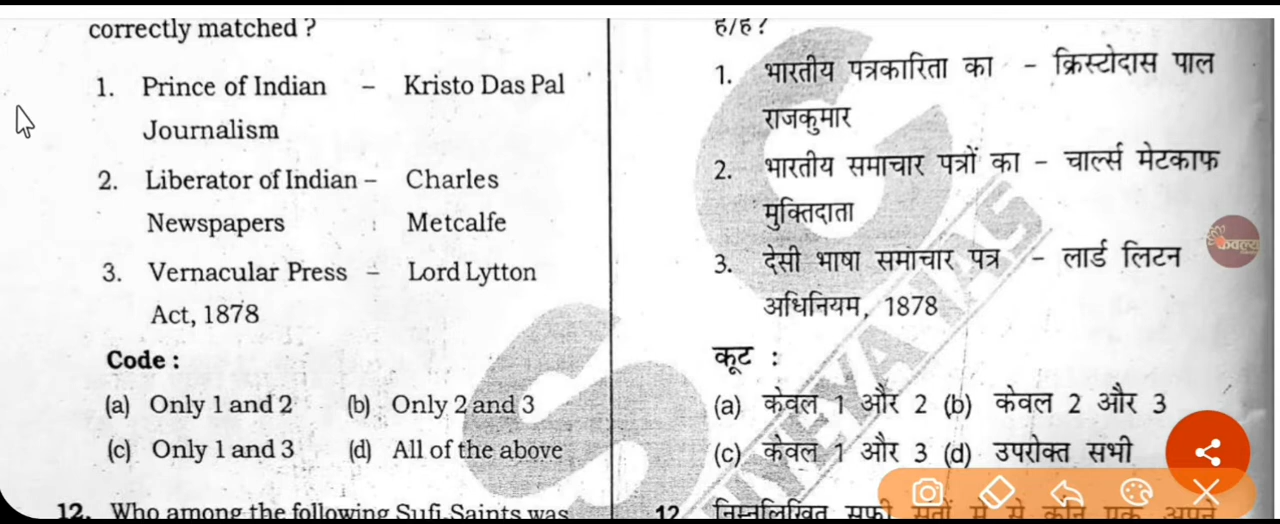 correctly matched ?
1. Prince of Indian – Kristo Das Pal
Journalism
2. Liberator of Indian – Charles
Newspapers Metcalfe
3. Vernacular Press – Lord Lytton
Act, 1878
Code :
(a) Only 1 and 2 (b) Only 2 and 3
(c) Only 1 and 3 (d) All of the above
12. Who among the following Sufi Saints was
है/हैं ?
1. भारतीय पत्रकारिता का – क्रिस्टोदास पाल
राजकुमार
2. भारतीय समाचार पत्रों का – चार्ल्स मेटकाफ
मुक्तिदाता
3. देसी भाषा समाचार पत्र – लार्ड लिटन
अधिनियम, 1878
कूट :
(a) केवल 1 और 2 (b) केवल 2 और 3
(c) केवल 1 और 3 (d) उपरोक्त सभी
12. निम्नलिखित सूफी संतों में से